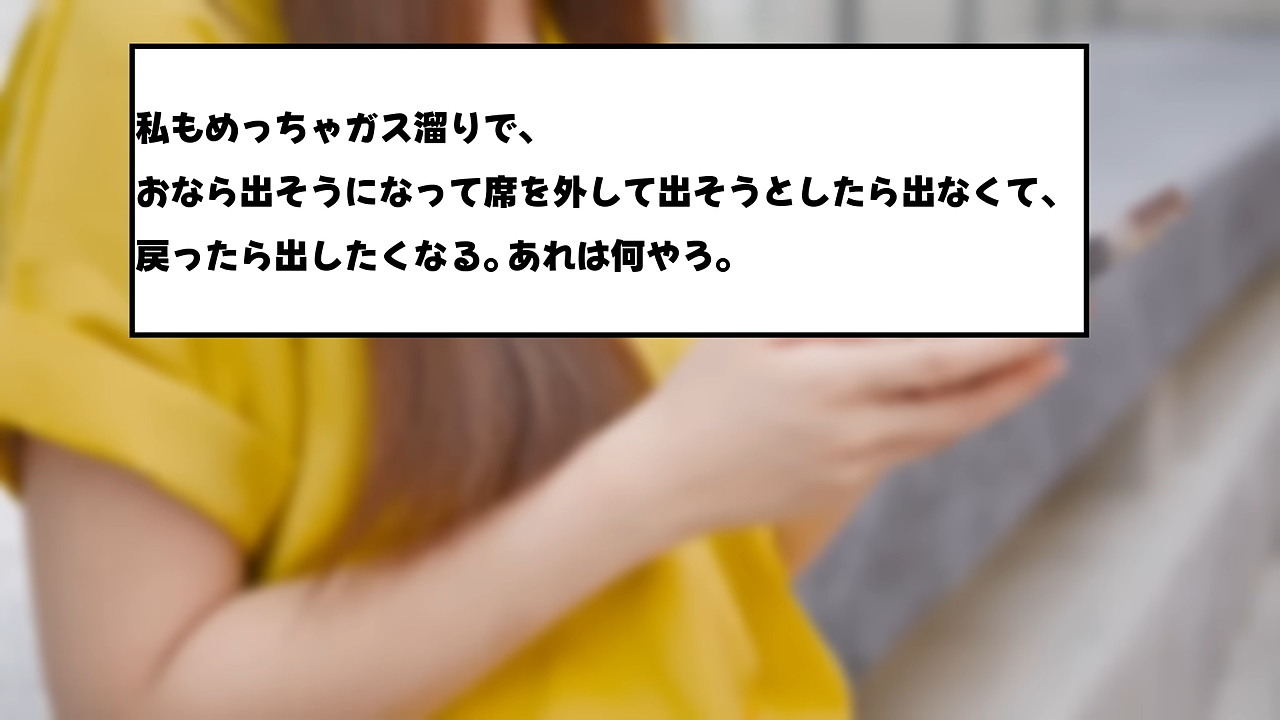 私もめっちゃガス溜りで、
おなら出そうになって席を外して出そうとしたら出なくて、
戻ったら出したくなる。あれは何やろ。